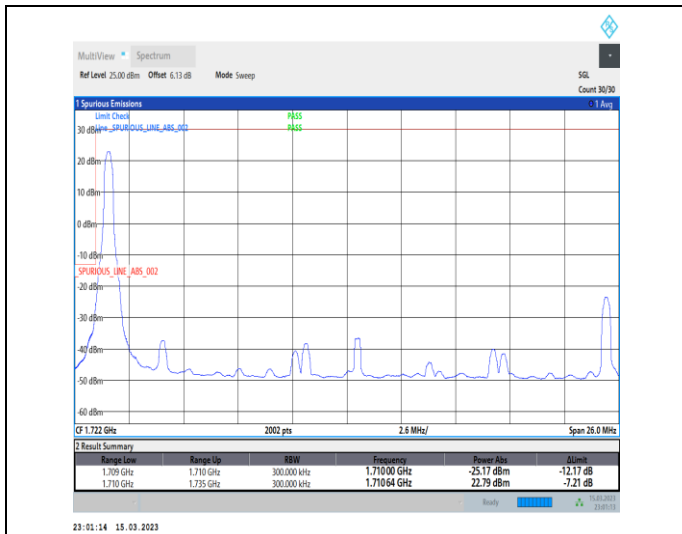 MultiView Spectrum
Ref Level 25.00 dBm Offset 6.13 dB Mode Sweep SGL
Count 30/30
1 Spurious Emissions 1 Avg
Limit Check PASS
Line _SPURIOUS_LINE_ABS_002 PASS
30 dBm
20 dBm
10 dBm
0 dBm
-10 dBm
_SPURIOUS_LINE_ABS_002
-20 dBm
-30 dBm
-40 dBm
-50 dBm
-60 dBm
CF 1.722 GHz 2002 pts 2.6 MHz/ Span 26.0 MHz
2 Result Summary
Range Low Range Up RBW Frequency Power Abs ΔLimit
1.709 GHz 1.710 GHz 300.000 kHz 1.71000 GHz -25.17 dBm -12.17 dB
1.710 GHz 1.735 GHz 300.000 kHz 1.71064 GHz 22.79 dBm -7.21 dB
Ready 15.03.2023
23:01:13
23:01:14 15.03.2023